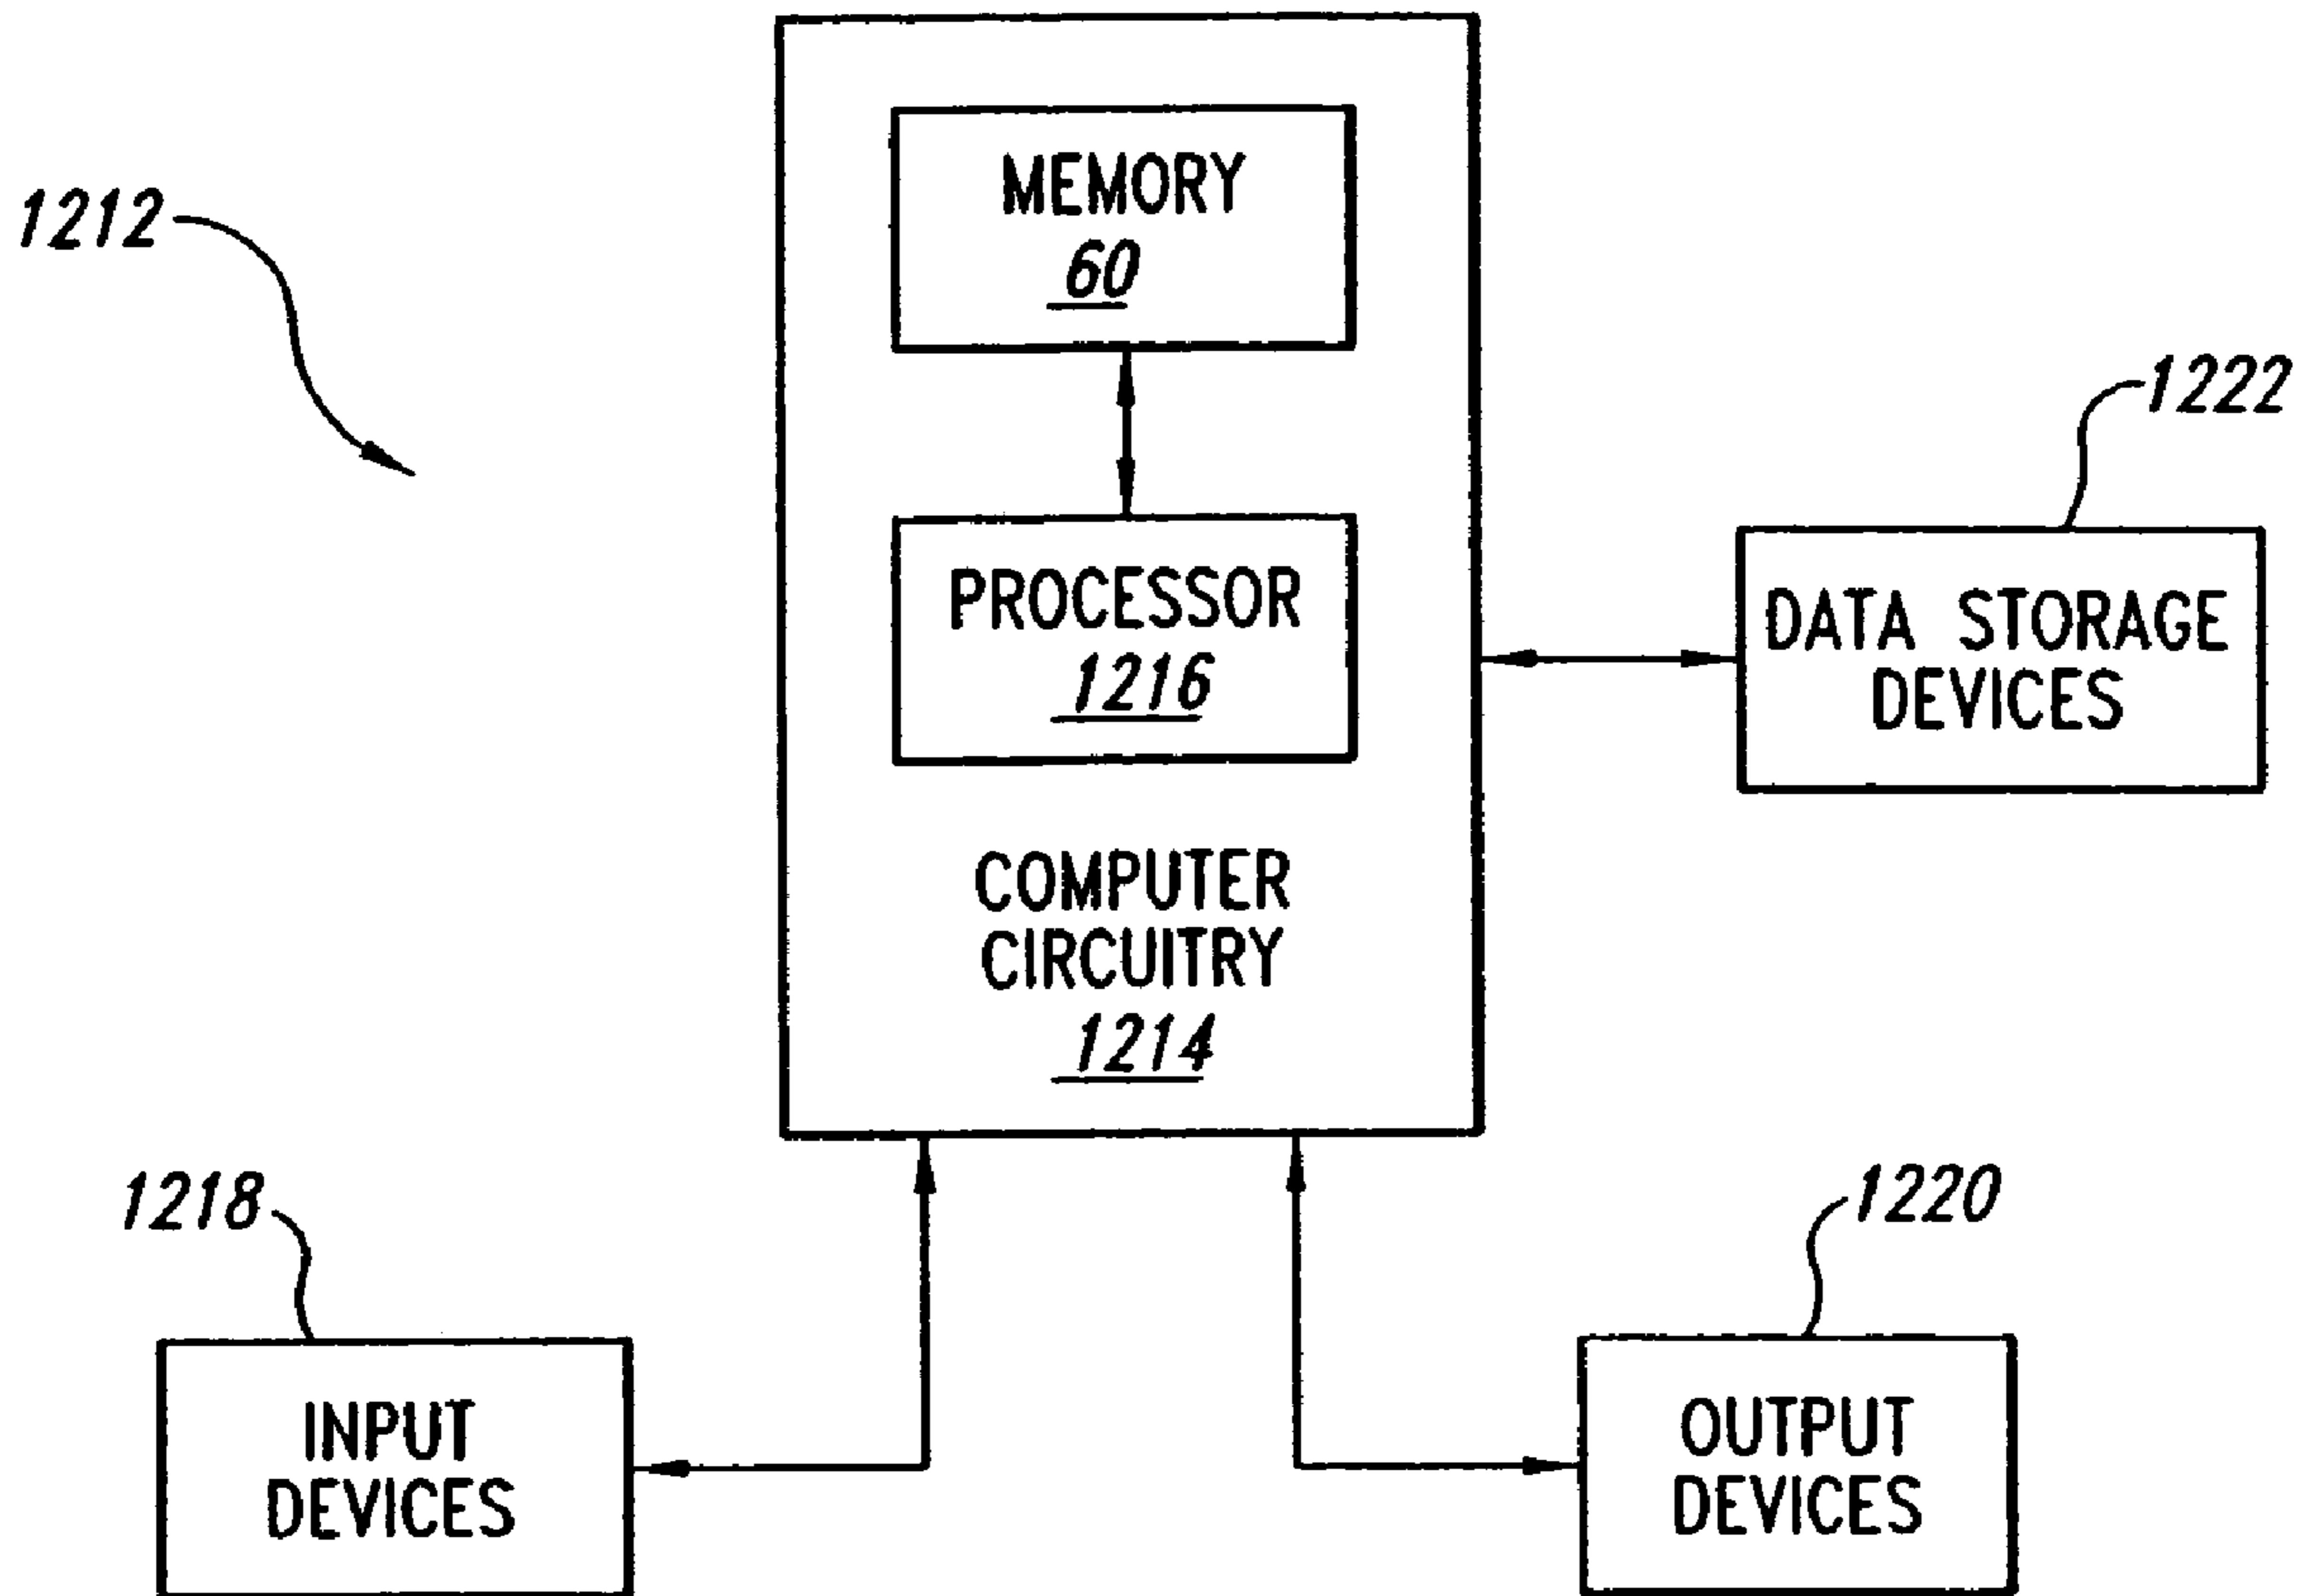 MEMORY
60
1212
1222
PROCESSOR
1216
DATA STORAGE
DEVICES
COMPUTER
CIRCUITRY
1214
1218
1220
INPUT
DEVICES
OUTPUT
DEVICES